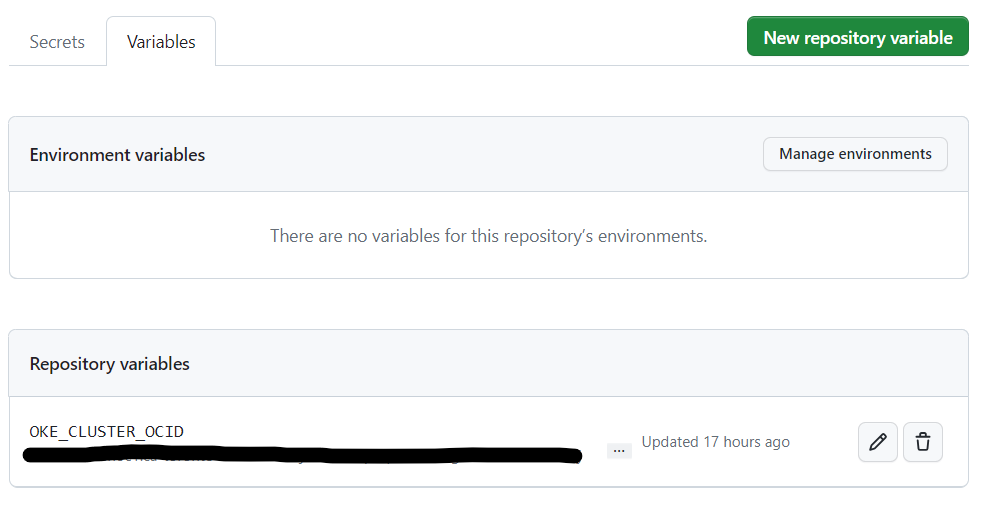 Secrets
Variables
New repository variable
Environment variables
Manage environments
There are no variables for this repository's environments.
Repository variables
OKE_CLUSTER_OCID
...
Updated 17 hours ago